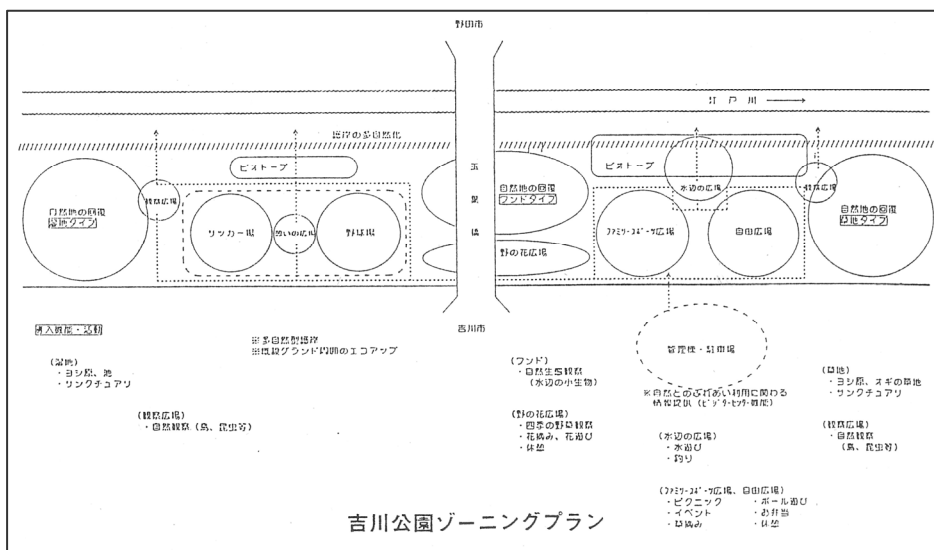 野田市
江戸川
護岸の多自然化
ビオトープ
ビオトープ
玉葉橋
自然地の回復
湿地タイプ
観察広場
サッカー場
憩いの広場
野球場
自然地の回復
ワンドタイプ
野の花広場
水辺の広場
観察広場
ファミリースポーツ広場
自由広場
自然地の回復
草地タイプ
吉川市
管理棟・駐車場
導入機能・活動
(湿地)
・ヨシ原、池
・サンクチュアリ
(観察広場)
・自然観察(鳥、昆虫等)
※多自然型護岸
※既設グランド周囲のエコアップ
(ワンド)
・自然生態観察
(水辺の小生物)
(野の花広場)
・四季の野草観察
・花摘み、花遊び
・休憩
※自然とのふれあい利用に関わる
情報提供(ビジターセンター機能)
(水辺の広場)
・水遊び
・釣り
(ファミリースポーツ広場、自由広場)
・ピクニック ・ボール遊び
・イベント ・お弁当
・草摘み ・休憩
(草地)
・ヨシ原、オギの草地
・サンクチュアリ
(観察広場)
・自然観察
(鳥、昆虫等)
吉川公園ゾーニングプラン